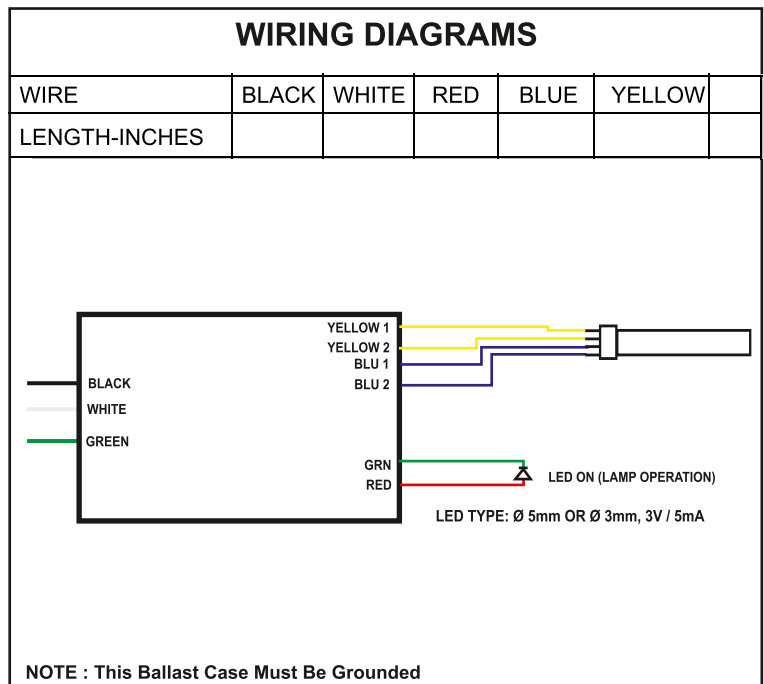 WIRING DIAGRAMS
WIRE BLACK WHITE RED BLUE YELLOW
LENGTH-INCHES
YELLOW 1
YELLOW 2
BLU 1
BLU 2
BLACK
WHITE
GREEN
GRN
RED
LED ON (LAMP OPERATION)
LED TYPE: Ø 5mm OR Ø 3mm, 3V / 5mA
NOTE : This Ballast Case Must Be Grounded